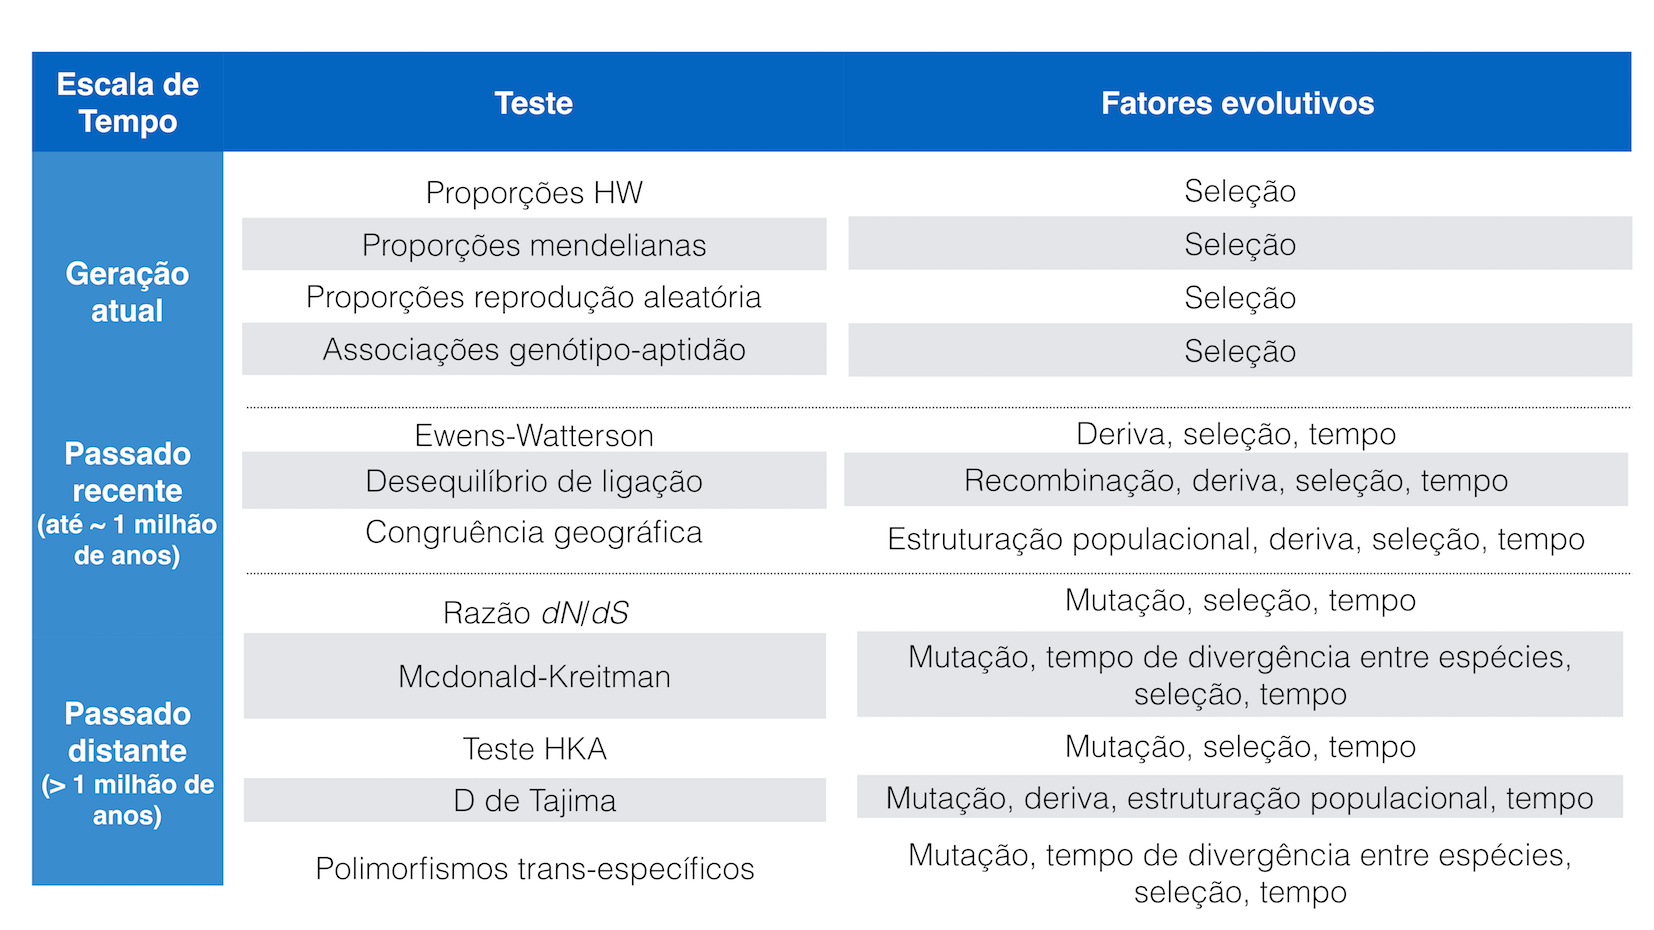 Escala de
Tempo
Teste
Fatores evolutivos
Geração
atual
Proporções HW
Seleção
Proporções mendelianas
Seleção
Proporções reprodução aleatória
Seleção
Associações genótipo-aptidão
Seleção
Passado
recente
(até ~ 1 milhão
de anos)
Ewens-Watterson
Deriva, seleção, tempo
Desequilíbrio de ligação
Recombinação, deriva, seleção, tempo
Congruência geográfica
Estruturação populacional, deriva, seleção, tempo
Passado
distante
(> 1 milhão de
anos)
Razão dN/dS
Mutação, seleção, tempo
Mcdonald-Kreitman
Mutação, tempo de divergência entre espécies,
seleção, tempo
Teste HKA
Mutação, seleção, tempo
D de Tajima
Mutação, deriva, estruturação populacional, tempo
Polimorfismos trans-específicos
Mutação, tempo de divergência entre espécies,
seleção, tempo